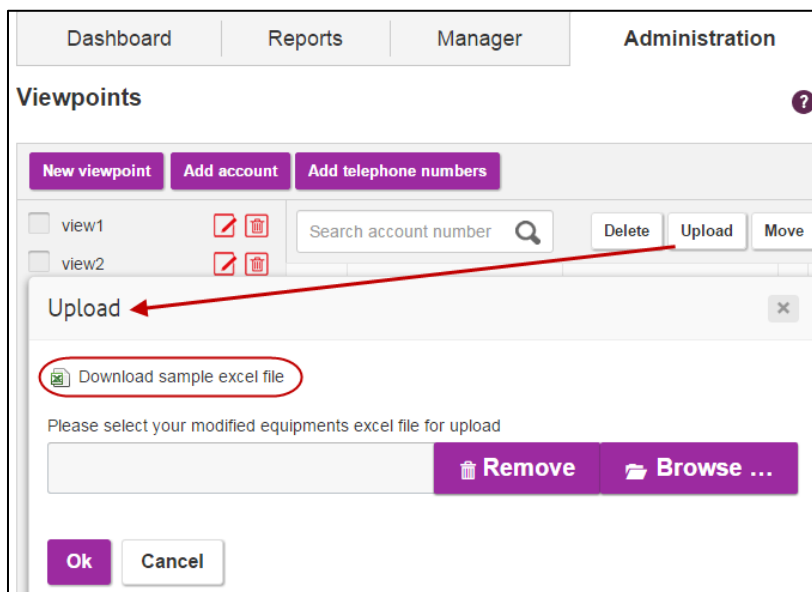 Dashboard Reports Manager Administration
Viewpoints ?
New viewpoint Add account Add telephone numbers
view1 Search account number Delete Upload Move
view2
Upload ×
Download sample excel file
Please select your modified equipments excel file for upload
Remove Browse ...
Ok Cancel